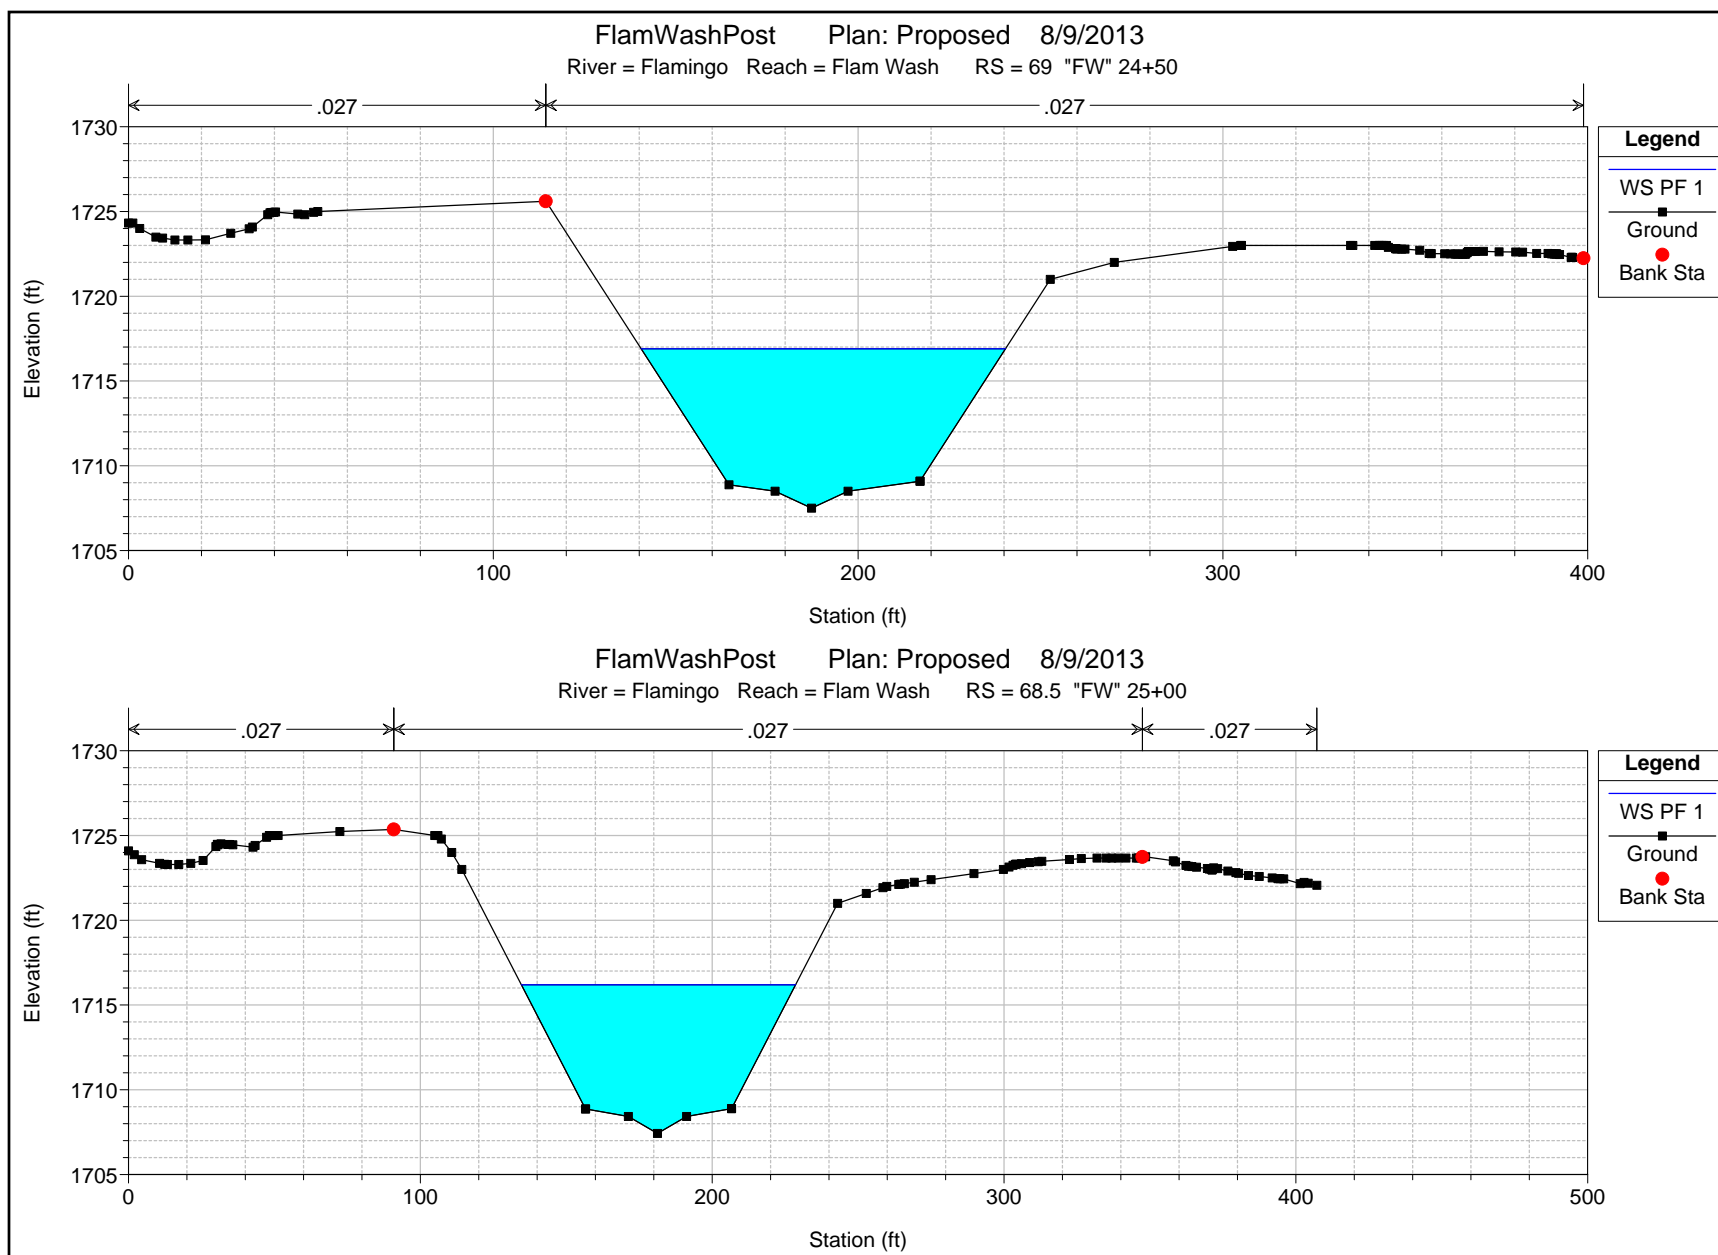 FlamWashPost Plan: Proposed 8/9/2013
River = Flamingo Reach = Flam Wash RS = 69 "FW" 24+50
.027 .027
1730
1725
1720
1715
1710
1705
Elevation (ft)
0 100 200 300 400
Station (ft)
Legend
WS PF 1
Ground
Bank Sta
FlamWashPost Plan: Proposed 8/9/2013
River = Flamingo Reach = Flam Wash RS = 68.5 "FW" 25+00
.027 .027 .027
1730
1725
1720
1715
1710
1705
Elevation (ft)
0 100 200 300 400 500
Station (ft)
Legend
WS PF 1
Ground
Bank Sta